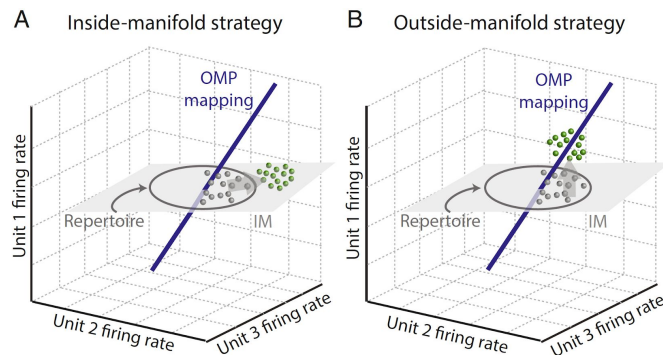 A Inside-manifold strategy
OMP
mapping
Unit 1 firing rate
Repertoire
IM
Unit 2 firing rate
Unit 3 firing rate
B Outside-manifold strategy
OMP
mapping
Unit 1 firing rate
Repertoire
IM
Unit 2 firing rate
Unit 3 firing rate